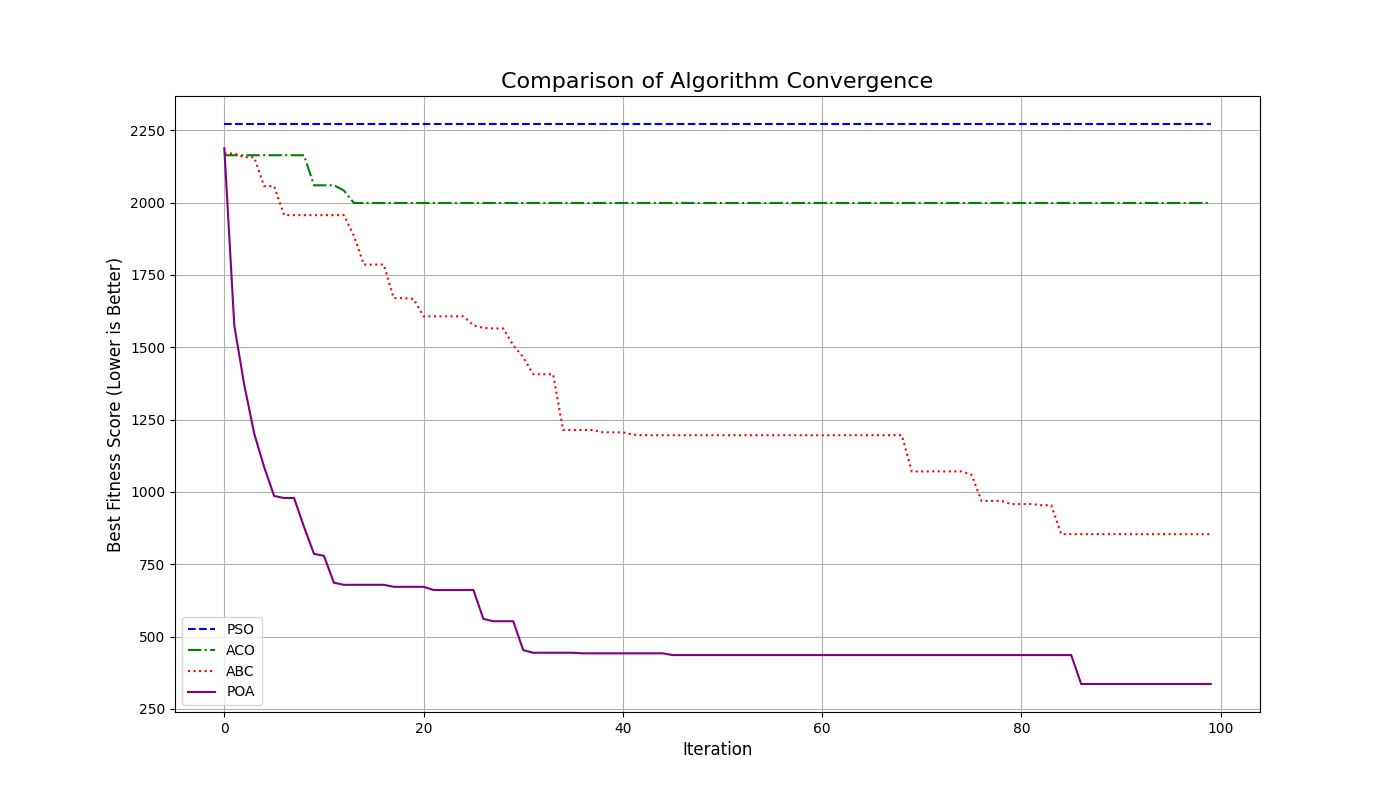 Comparison of Algorithm Convergence
Best Fitness Score (Lower is Better)
2250
2000
1750
1500
1250
1000
750
500
250
PSO
ACO
ABC
POA
0
20
40
60
80
100
Iteration